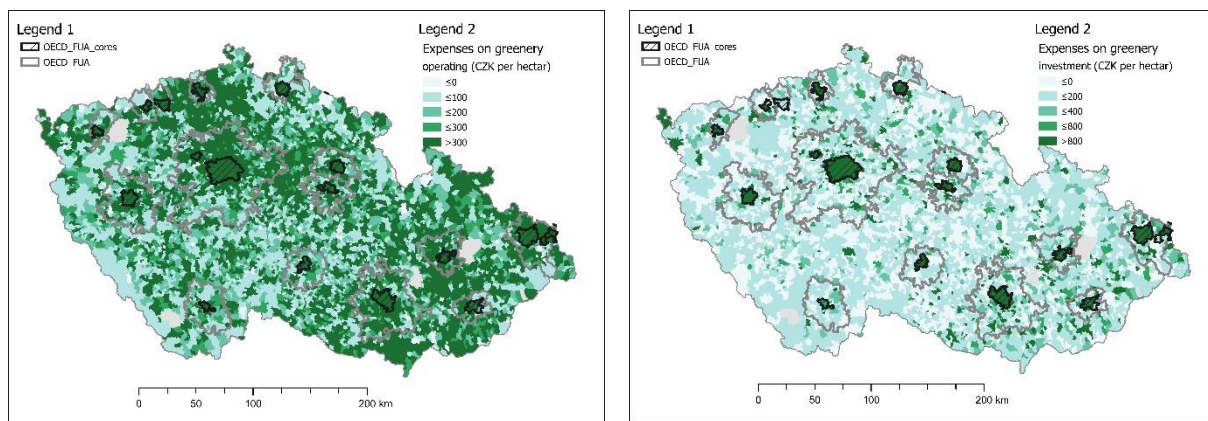 Legend 1
OECD_FUA_cores
OECD_FUA
Legend 2
Expenses on greenery
operating (CZK per hectar)
≤0
≤100
≤200
≤300
>300
0 50 100 200 km
Legend 1
OECD_FUA_cores
OECD_FUA
Legend 2
Expenses on greenery
investment (CZK per hectar)
≤0
≤200
≤400
≤800
>800
0 50 100 200 km